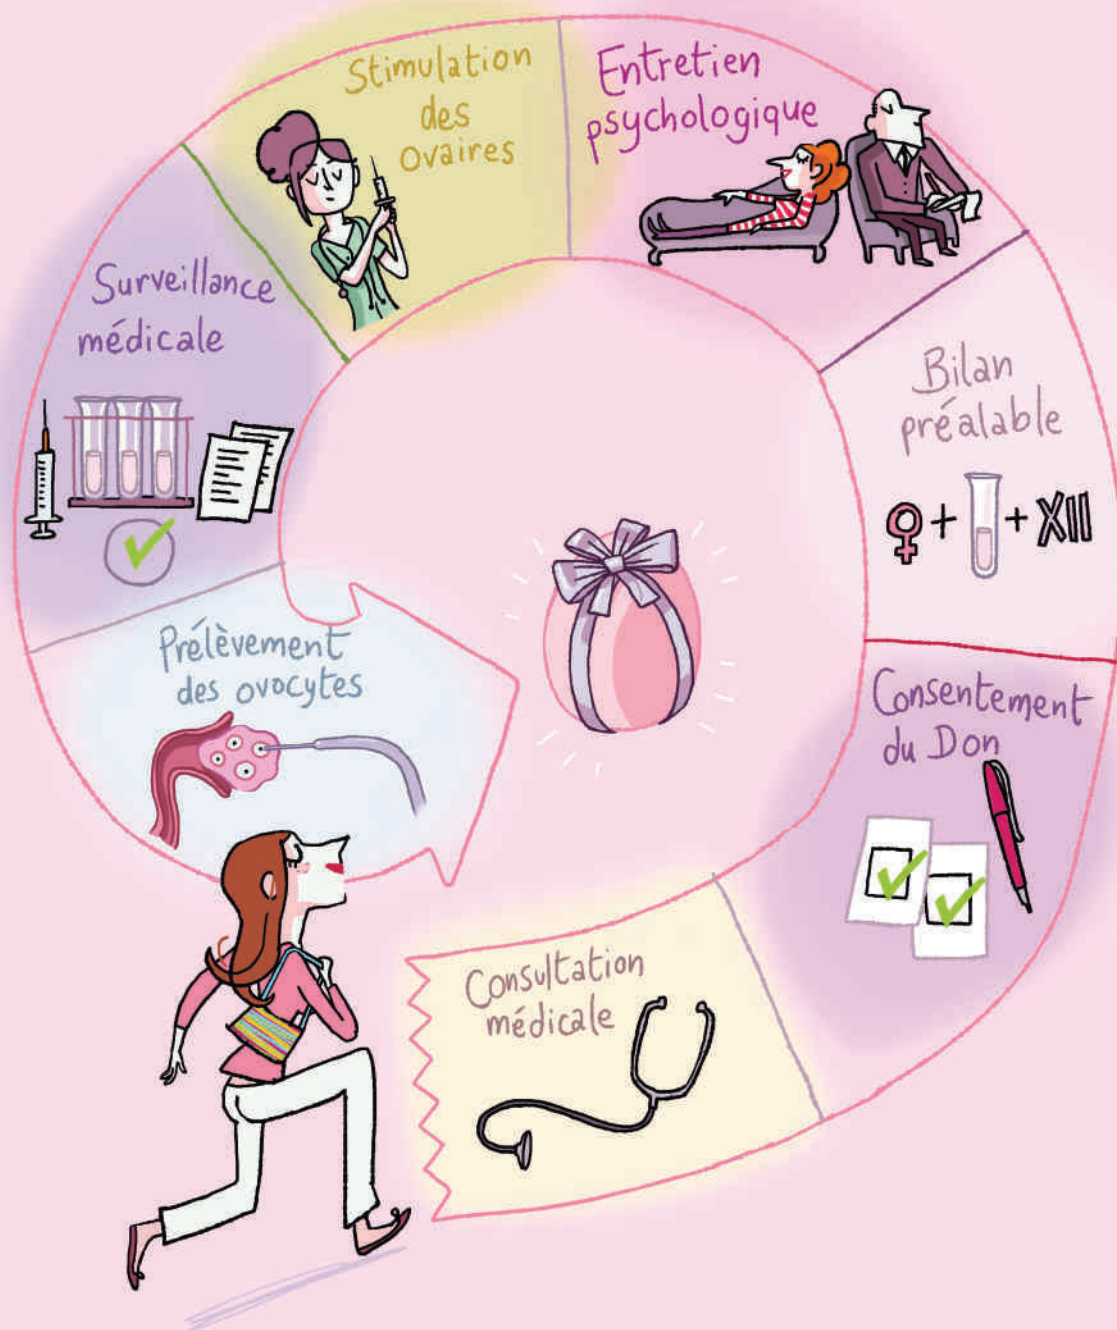 Consultation
médicale
Consentement
du Don
Bilan
préalable
♀ + + XII
Entretien
psychologique
Stimulation
des
ovaires
Surveillance
médicale
Prélèvement
des ovocytes